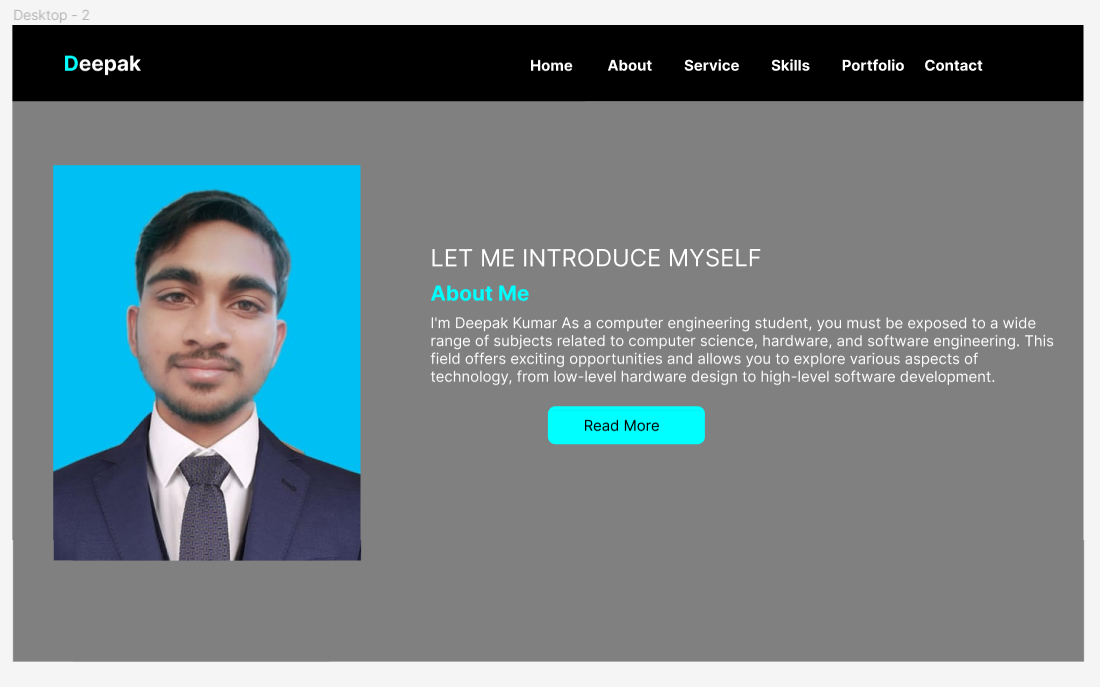 Desktop - 2
Deepak
Home About Service Skills Portfolio Contact
LET ME INTRODUCE MYSELF
About Me
I'm Deepak Kumar As a computer engineering student, you must be exposed to a wide
range of subjects related to computer science, hardware, and software engineering. This
field offers exciting opportunities and allows you to explore various aspects of
technology, from low-level hardware design to high-level software development.
Read More